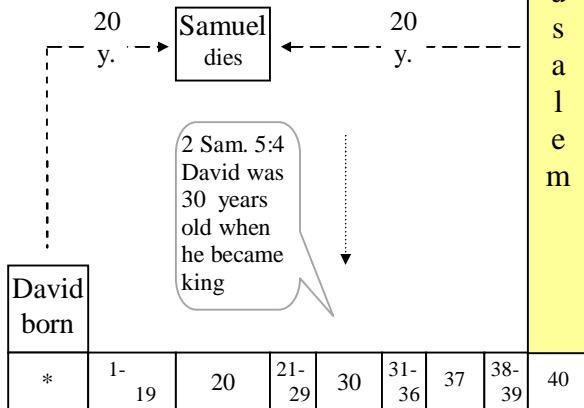 20
y.
Samuel
dies
20
y.
s
a
l
e
m
2 Sam. 5:4
David was
30 years
old when
he became
king
David
born
* 1-19 20 21-29 30 31-36 37 38-39 40